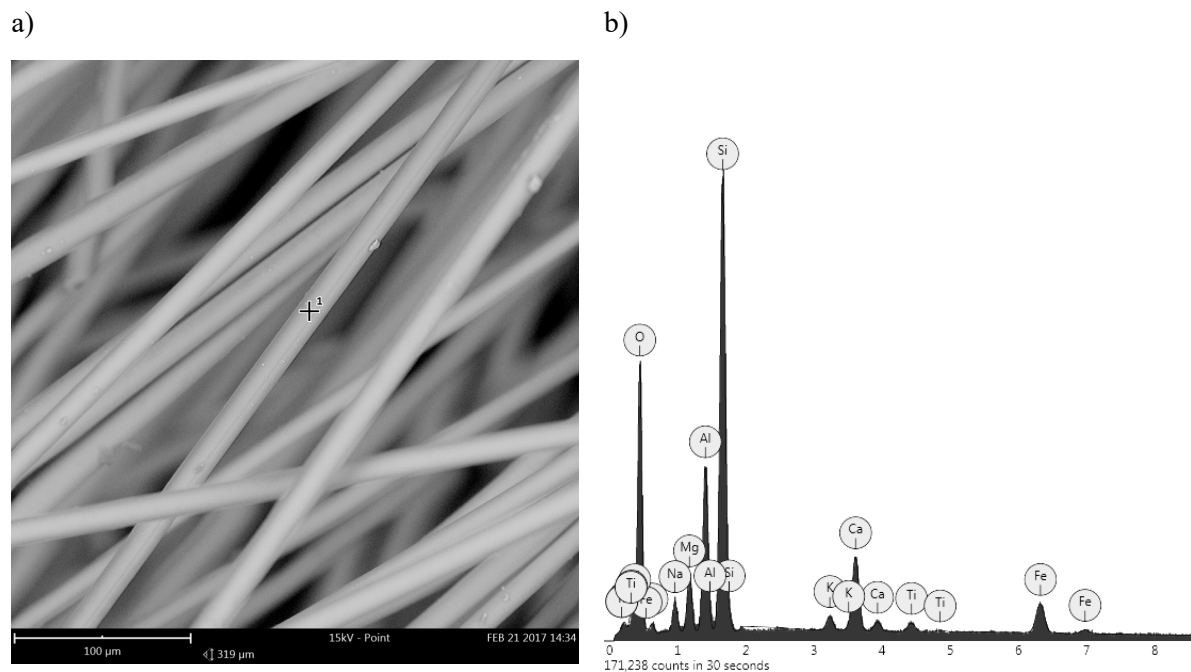 a)
b)
1
Si
O
Al
Mg
Na
Al
Si
Ti
Fe
K
K
Ca
Ca
Ti
Ti
Fe
Fe
0 1 2 3 4 5 6 7 8
171,238 counts in 30 seconds
100 µm
319 µm
15kV - Point
FEB 21 2017 14:34